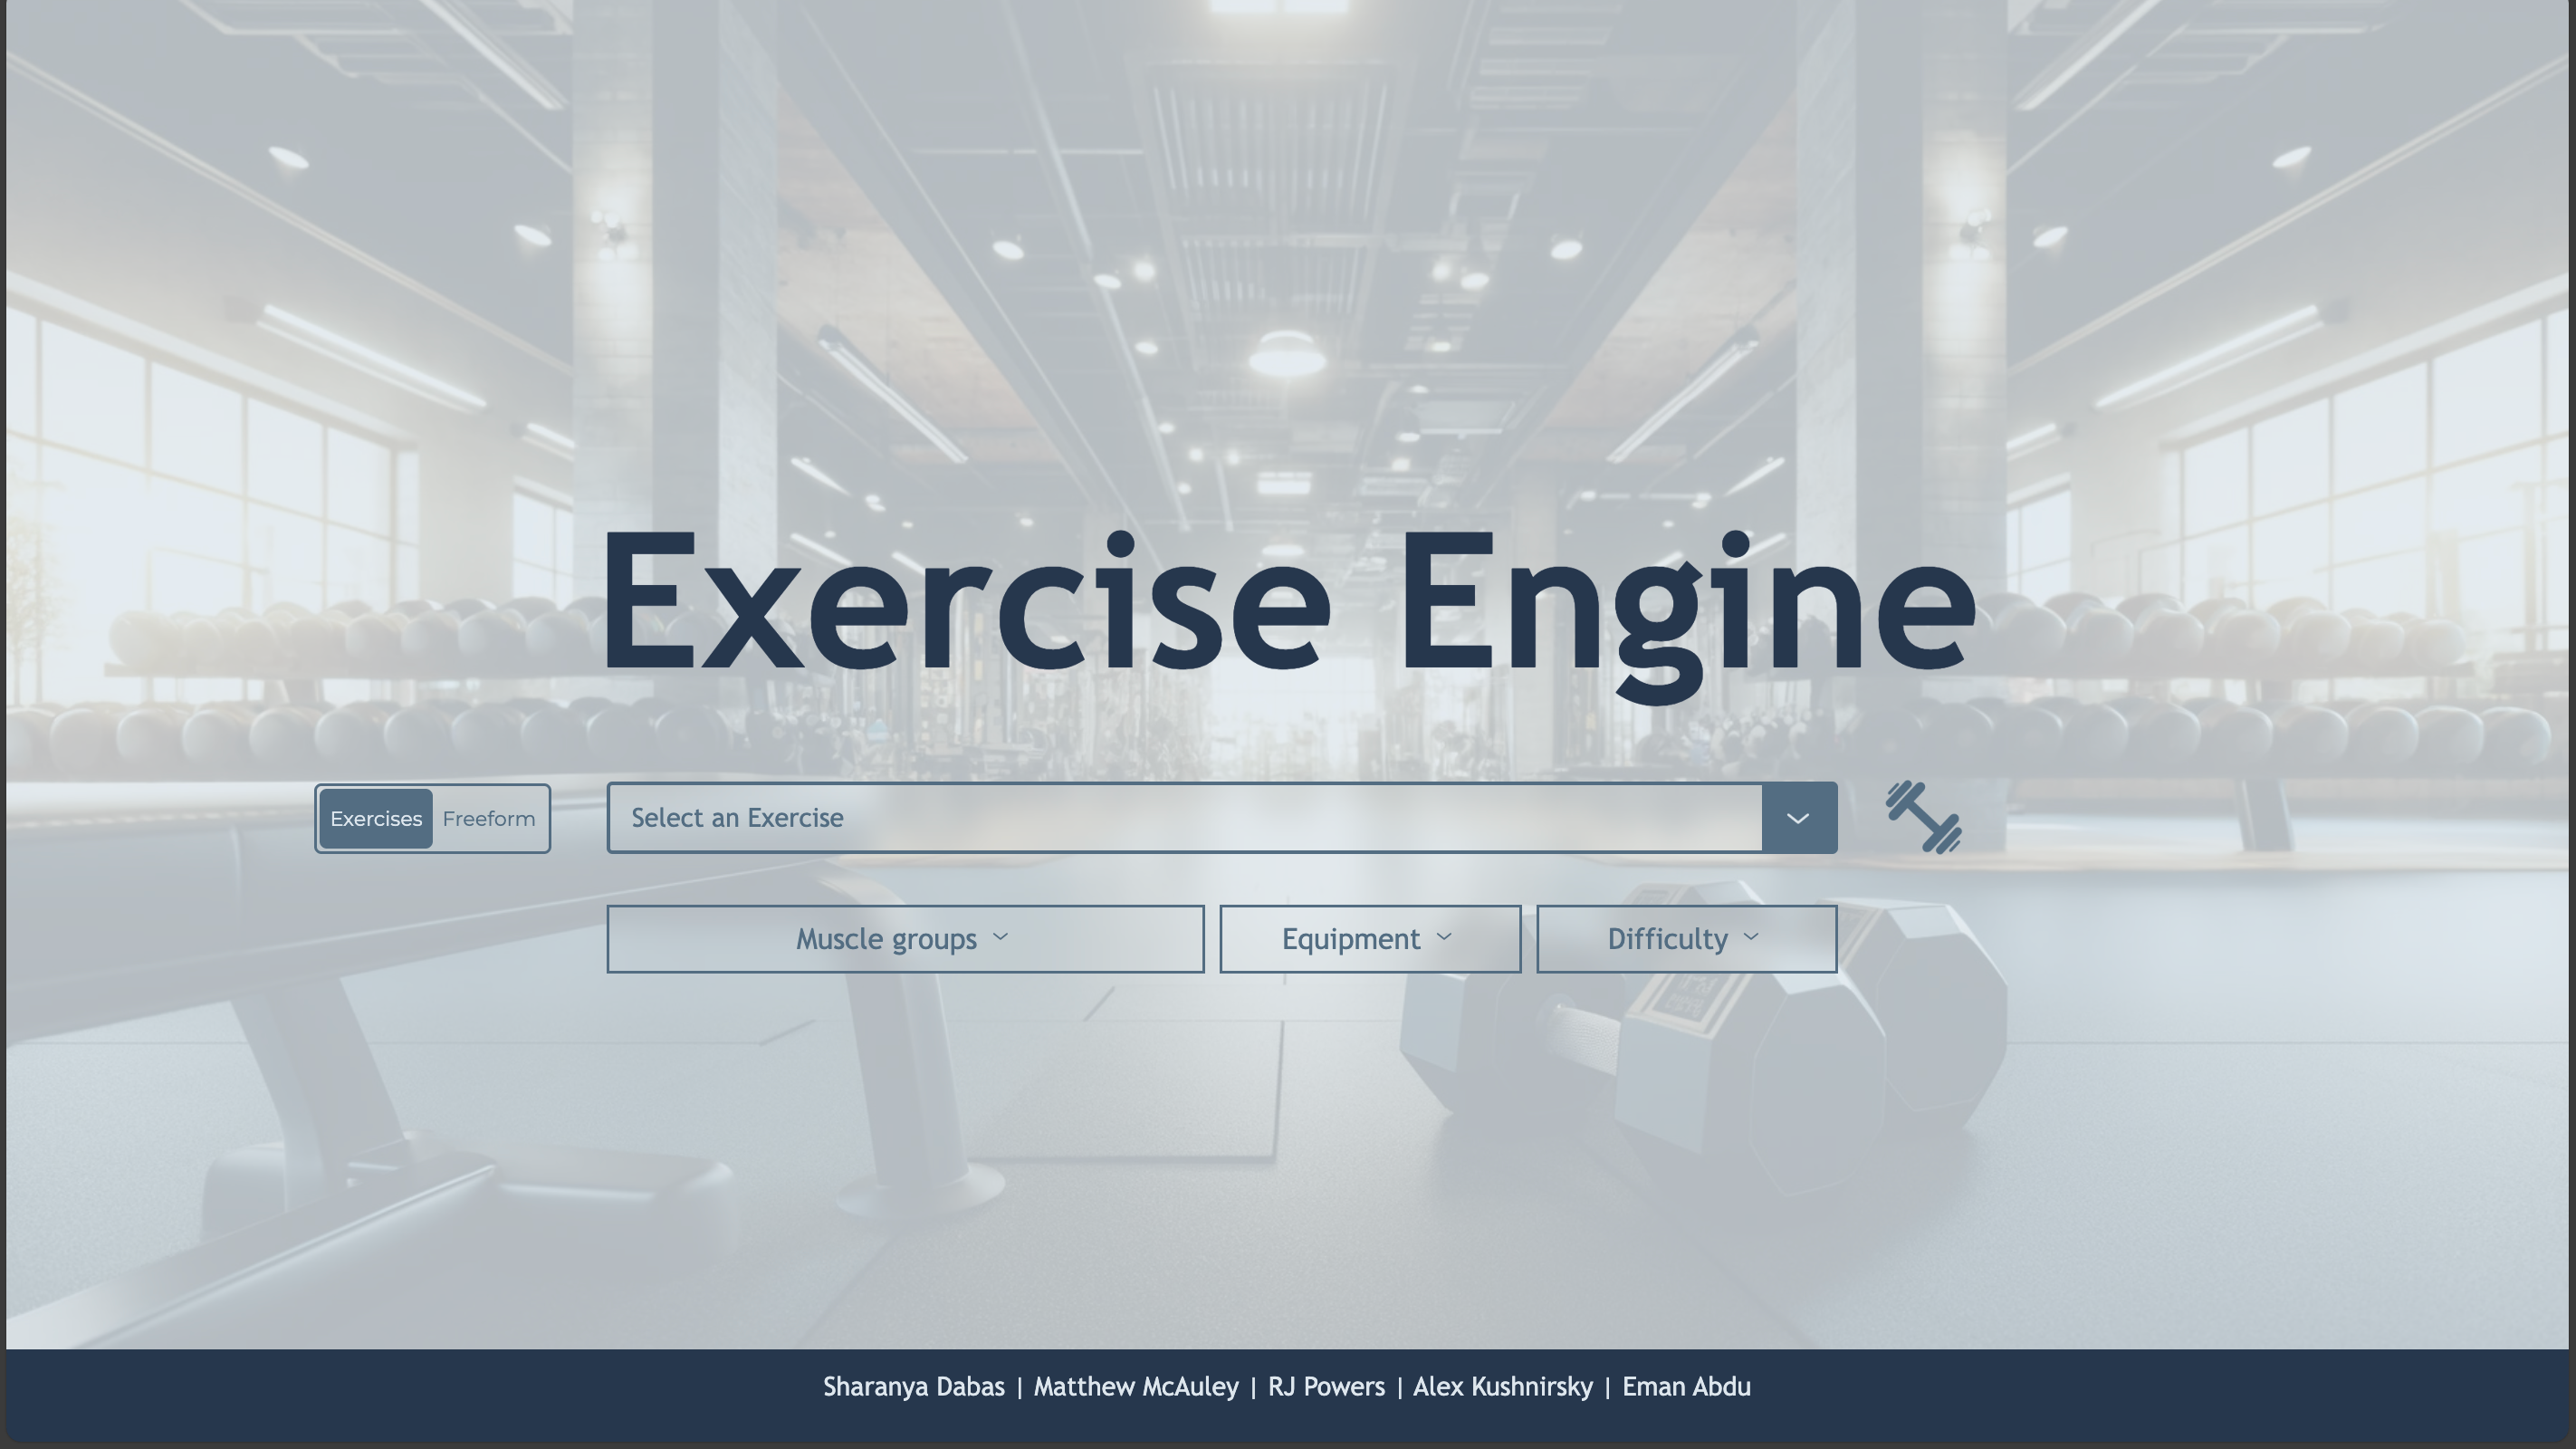 Exercise Engine
Exercises Freeform
Select an Exercise
Muscle groups
Equipment
Difficulty
Sharanya Dabas | Matthew McAuley | RJ Powers | Alex Kushnirsky | Eman Abdu